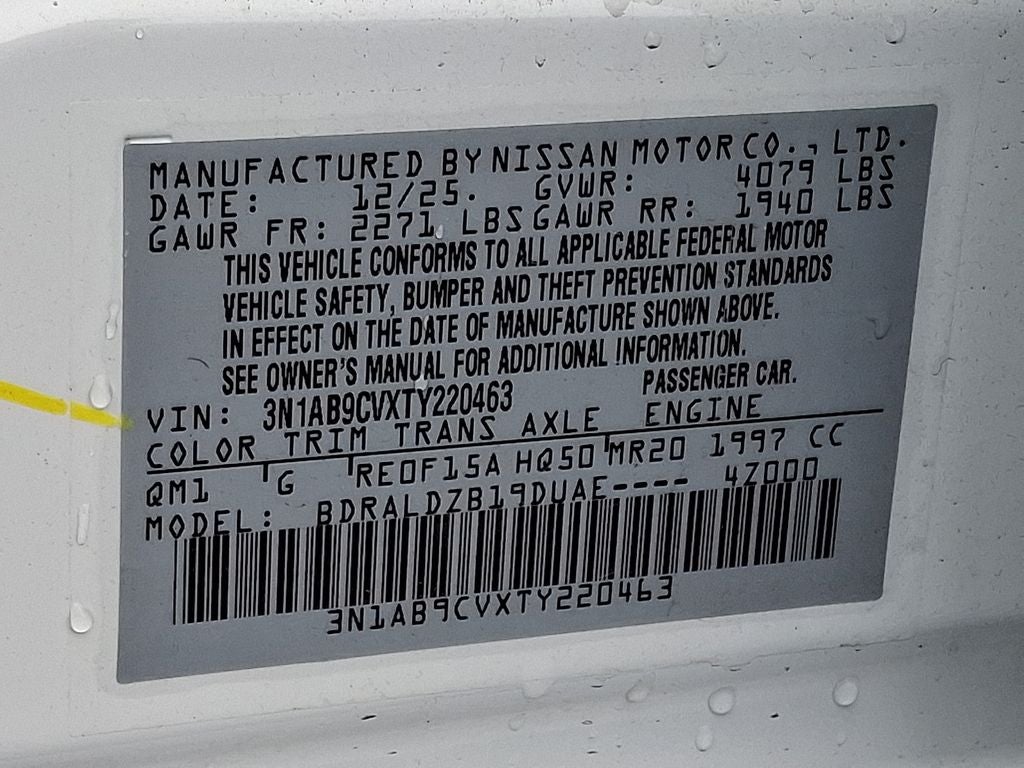 MANUFACTURED BY NISSAN MOTOR CO., LTD.
DATE: 12/25. GVWR: 4079 LBS
GAWR FR: 2271 LBS GAWR RR: 1940 LBS
THIS VEHICLE CONFORMS TO ALL APPLICABLE FEDERAL MOTOR
VEHICLE SAFETY, BUMPER AND THEFT PREVENTION STANDARDS
IN EFFECT ON THE DATE OF MANUFACTURE SHOWN ABOVE.
SEE OWNER'S MANUAL FOR ADDITIONAL INFORMATION.
VIN: 3N1AB9CVXTY220463 PASSENGER CAR.
COLOR TRIM TRANS AXLE ENGINE
QM1 G RE0F15A HQ50 MR20 1997 CC
MODEL: BDRALDZB19DUAE---- 4Z000
3N1AB9CVXTY220463